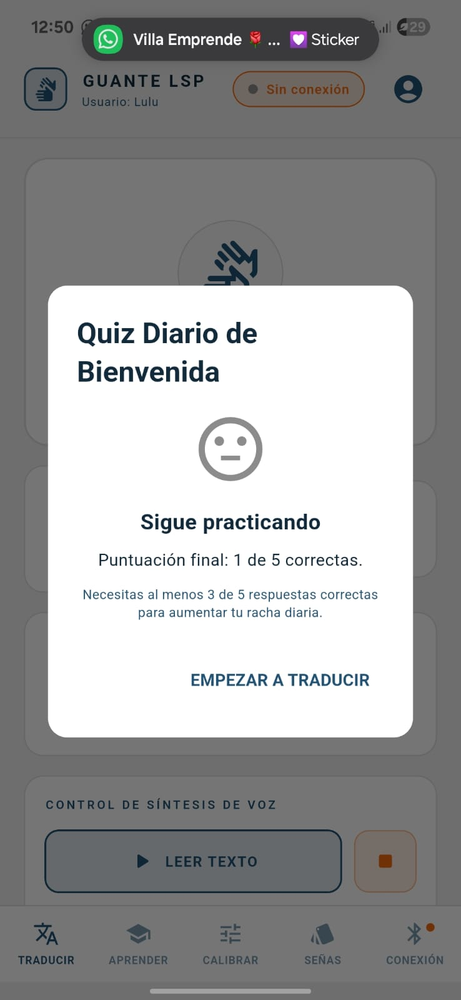 12:50
Villa Emprende 🌹 ... 💟 Sticker
29
GUANTE LSP
Usuario: Lulu
Sin conexión
Quiz Diario de
Bienvenida
Sigue practicando
Puntuación final: 1 de 5 correctas.
Necesitas al menos 3 de 5 respuestas correctas
para aumentar tu racha diaria.
EMPEZAR A TRADUCIR
CONTROL DE SÍNTESIS DE VOZ
LEER TEXTO
TRADUCIR
APRENDER
CALIBRAR
SEÑAS
CONEXIÓN